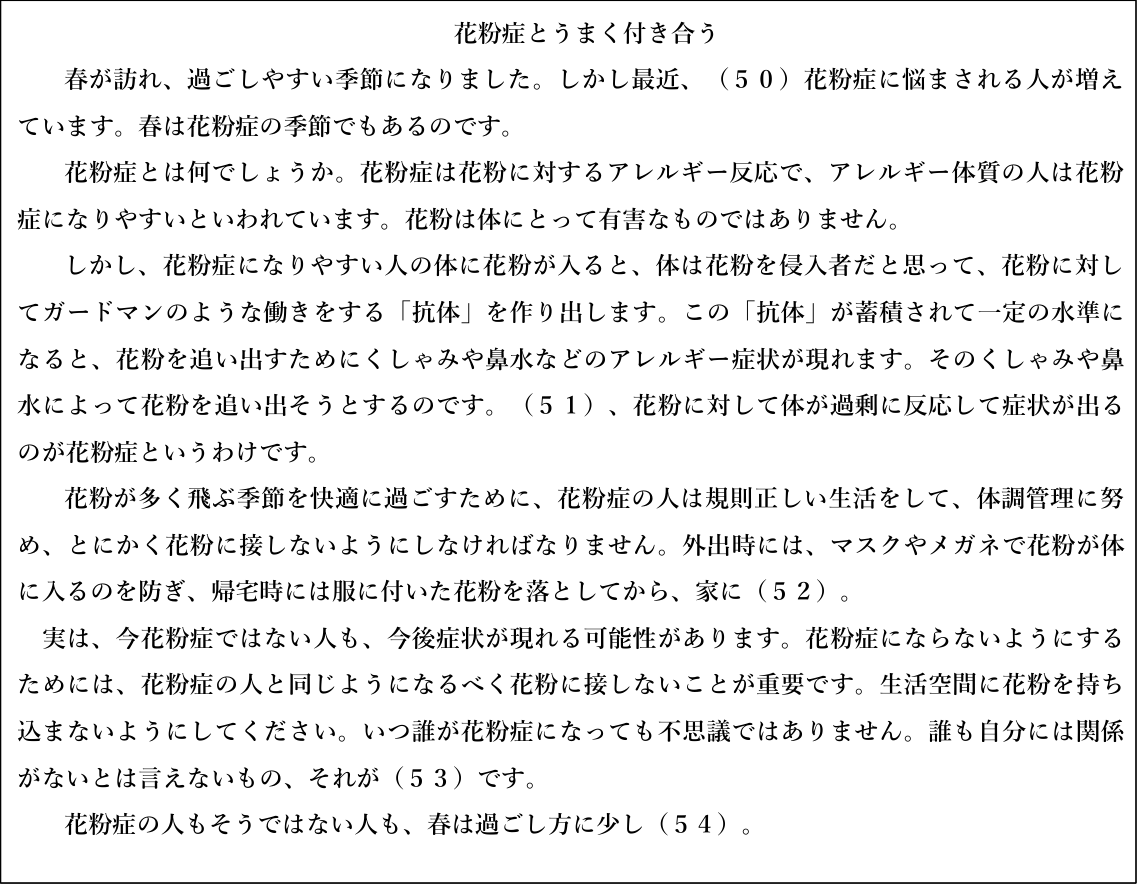 花粉症とうまく付き合う
春が訪れ、過ごしやすい季節になりました。しかし最近、（５０）花粉症に悩まされる人が増え
ています。春は花粉症の季節でもあるのです。
花粉症とは何でしょうか。花粉症は花粉に対するアレルギー反応で、アレルギー体質の人は花粉
症になりやすいといわれています。花粉は体にとって有害なものではありません。
しかし、花粉症になりやすい人の体に花粉が入ると、体は花粉を侵入者だと思って、花粉に対し
てガードマンのような働きをする「抗体」を作り出します。この「抗体」が蓄積されて一定の水準に
なると、花粉を追い出すためにくしゃみや鼻水などのアレルギー症状が現れます。そのくしゃみや鼻
水によって花粉を追い出そうとするのです。（５１）、花粉に対して体が過剰に反応して症状が出る
のが花粉症というわけです。
花粉が多く飛ぶ季節を快適に過ごすために、花粉症の人は規則正しい生活をして、体調管理に努
め、とにかく花粉に接しないようにしなければなりません。外出時には、マスクやメガネで花粉が体
に入るのを防ぎ、帰宅時には服に付いた花粉を落としてから、家に（５２）。
実は、今花粉症ではない人も、今後症状が現れる可能性があります。花粉症にならないようにする
ためには、花粉症の人と同じようになるべく花粉に接しないことが重要です。生活空間に花粉を持ち
込まないようにしてください。いつ誰が花粉症になっても不思議ではありません。誰も自分には関係
がないとは言えないもの、それが（５３）です。
花粉症の人もそうではない人も、春は過ごし方に少し（５４）。